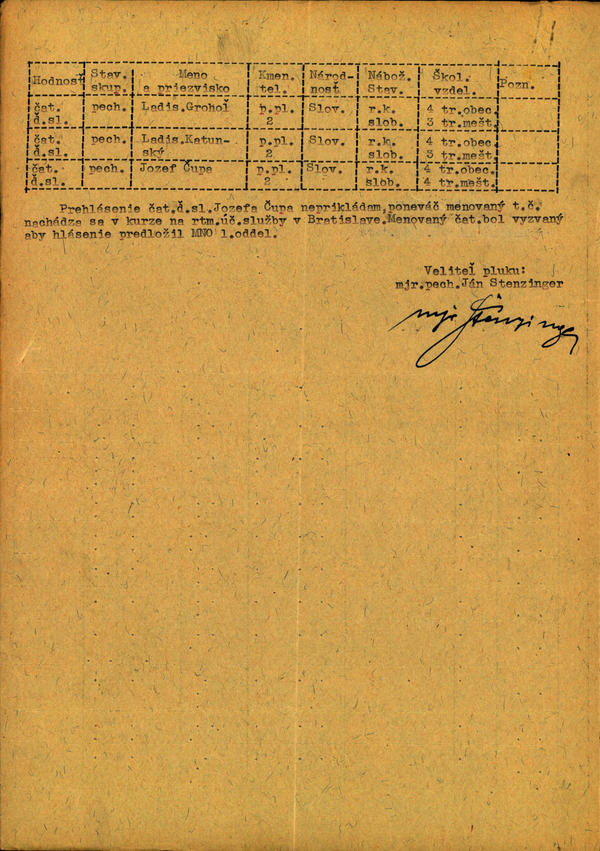 Hodnosť Stav. skup. Meno a priezvisko Kmen. tel. Národnosť Nábož. Stav. Škol. vzdel. Pozn.
čat. ď.sl. pech. Ladis.Grohoľ p.pl. 2 Slov. r.k. slob. 4 tr.obec. 3 tr.mešt.
čat. ď.sl. pech. Ladis.Katunský p.pl. 2 Slov. r.k. slob. 4 tr.obc. 3 tr.mešt.
čat. ď.sl. pech. Jozef Čupa p.pl. 2 Slov. r.k. slob. 4 tr.obec. 4 tr.mešt.
Prehlásenie čat.ď.sl.Jozefa Čupa neprikládam,poneváč menovaný t.č.
nachádza sa v kurze na rtm.úč.služby v Bratislave.Menovaný čat.bol vyzvaný
aby hlásenie predložil MNO 1.oddel.
Veliteľ pluku:
mjr.pech.Ján Stenzinger
mjr Stenzinger